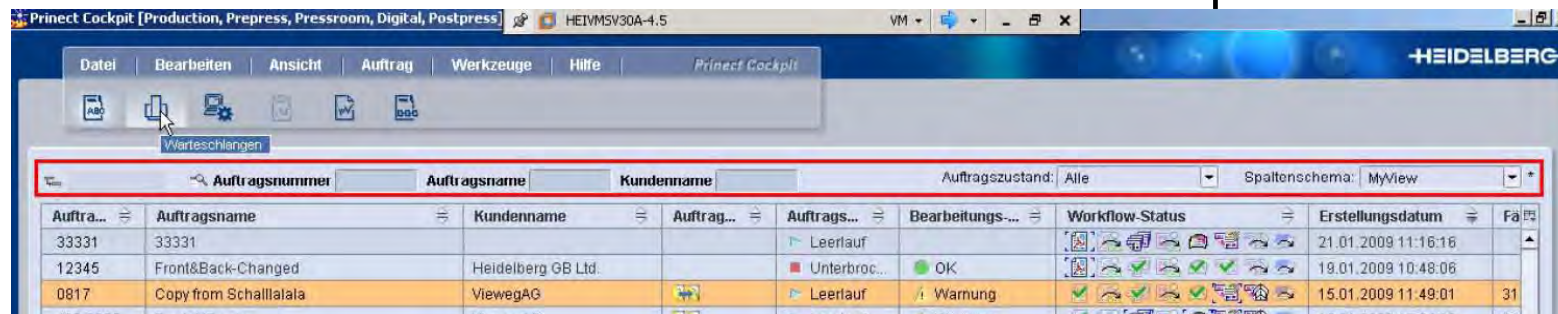 Prinect Cockpit [Production, Prepress, Pressroom, Digital, Postpress] HEIVMSV30A-4.5 VM
HEIDELBERG
Datei Bearbeiten Ansicht Auftrag Werkzeuge Hilfe Prinect Cockpit
ABC
Warteschlangen
Auftragsnummer Auftragsname Kundenname Auftragszustand: Alle Spaltenschema: MyView *
Auftra... Auftragsname Kundenname Auftrag... Auftrags... Bearbeitungs-... Workflow-Status Erstellungsdatum Fä
33331 33331 Leerlauf 21.01.2009 11:16:16
12345 Front&Back-Changed Heidelberg GB Ltd. Unterbroc... OK 19.01.2009 10:48:06
0817 Copy from Schalllalala ViewegAG Leerlauf Warnung 15.01.2009 11:49:01 31